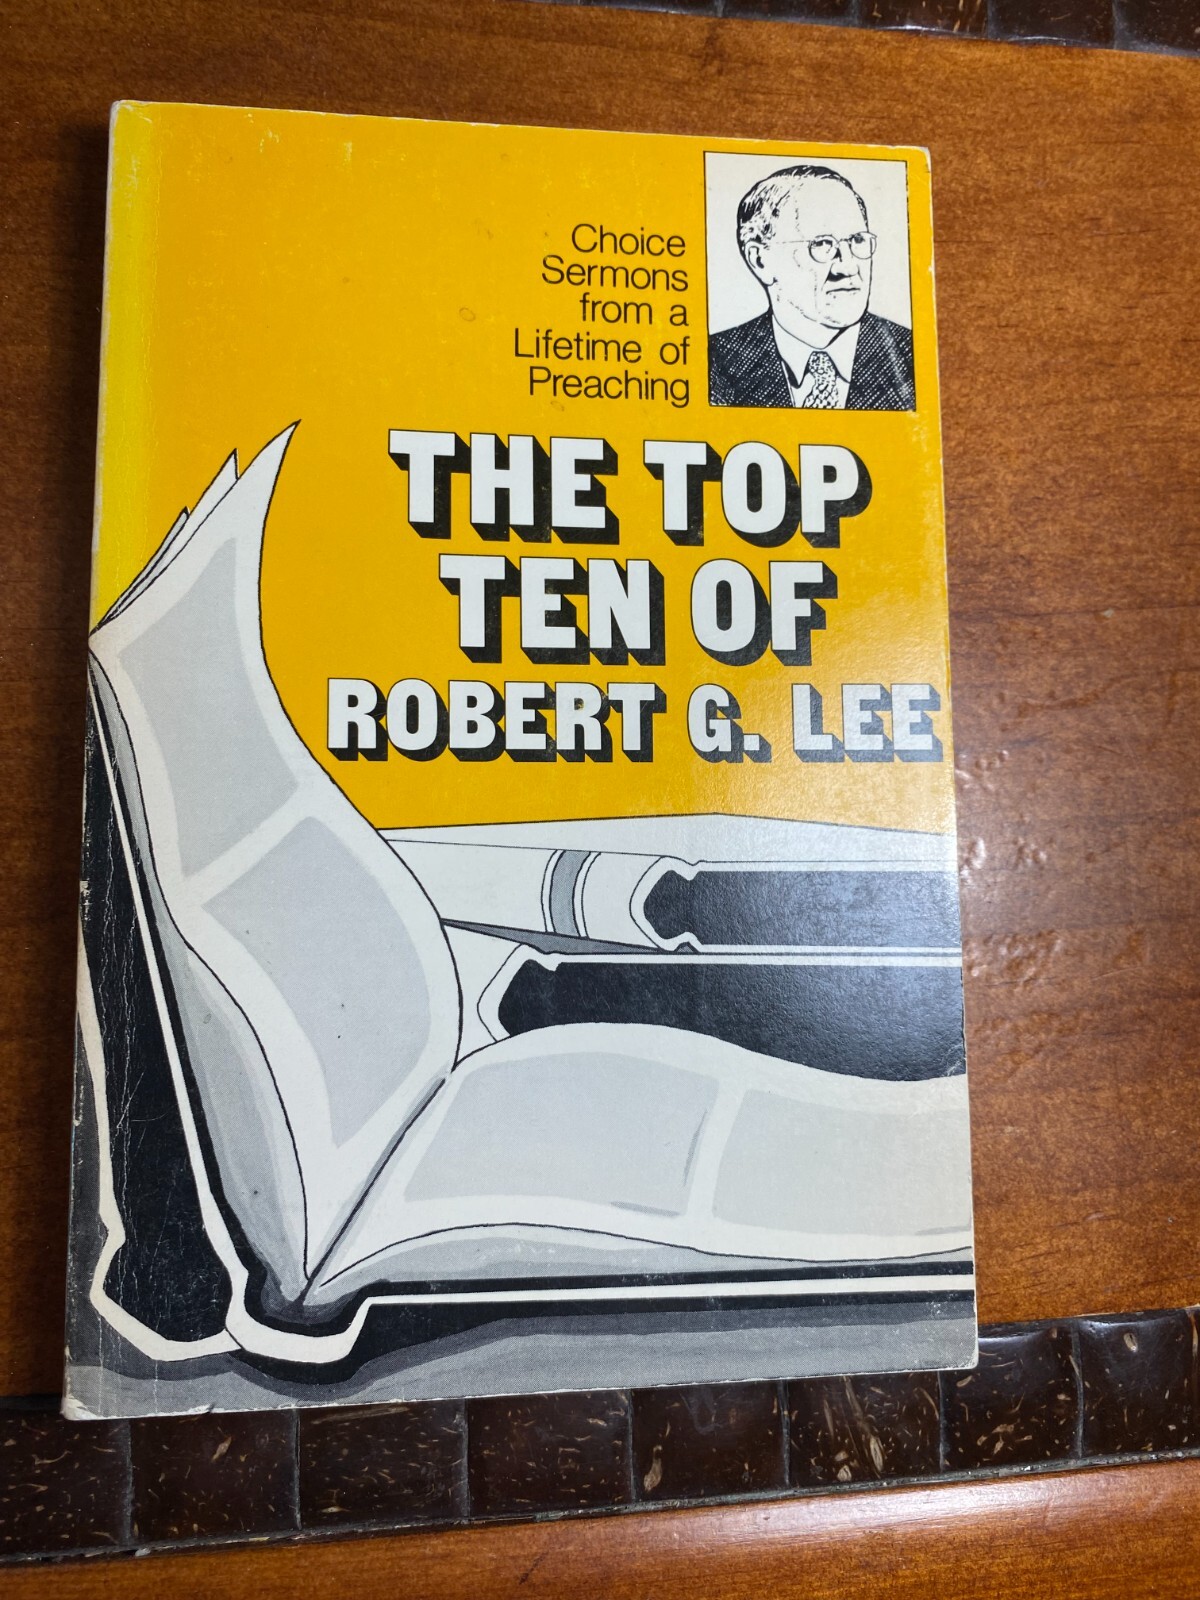 Choice
Sermons
from a
Lifetime of
Preaching
THE TOP
TEN OF
ROBERT G. LEE